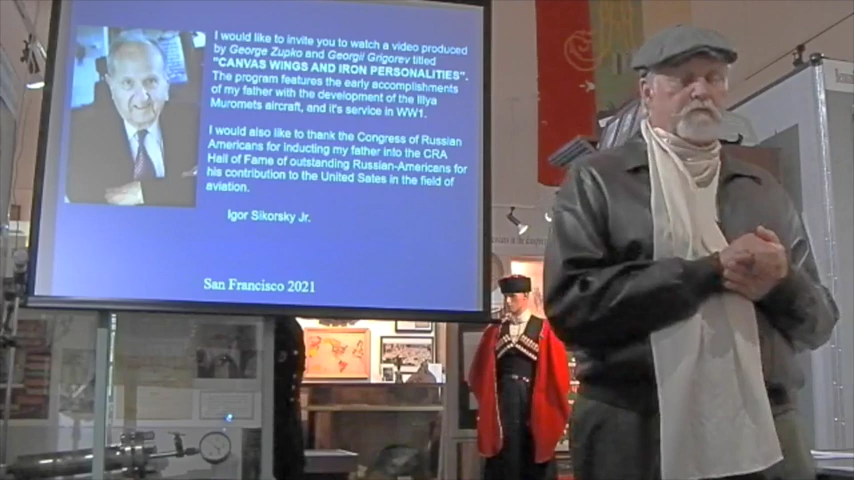 I would like to invite you to watch a video produced
by George Zupko and Georgii Grigorev titled
"CANVAS WINGS AND IRON PERSONALITIES".
The program features the early accomplishments
of my father with the development of the Illya
Muromets aircraft, and it's service in WW1.
I would also like to thank the Congress of Russian
Americans for inducting my father into the CRA
Hall of Fame of outstanding Russian-Americans for
his contribution to the United Sates in the field of
aviation.
Igor Sikorsky Jr.
San Francisco 2021